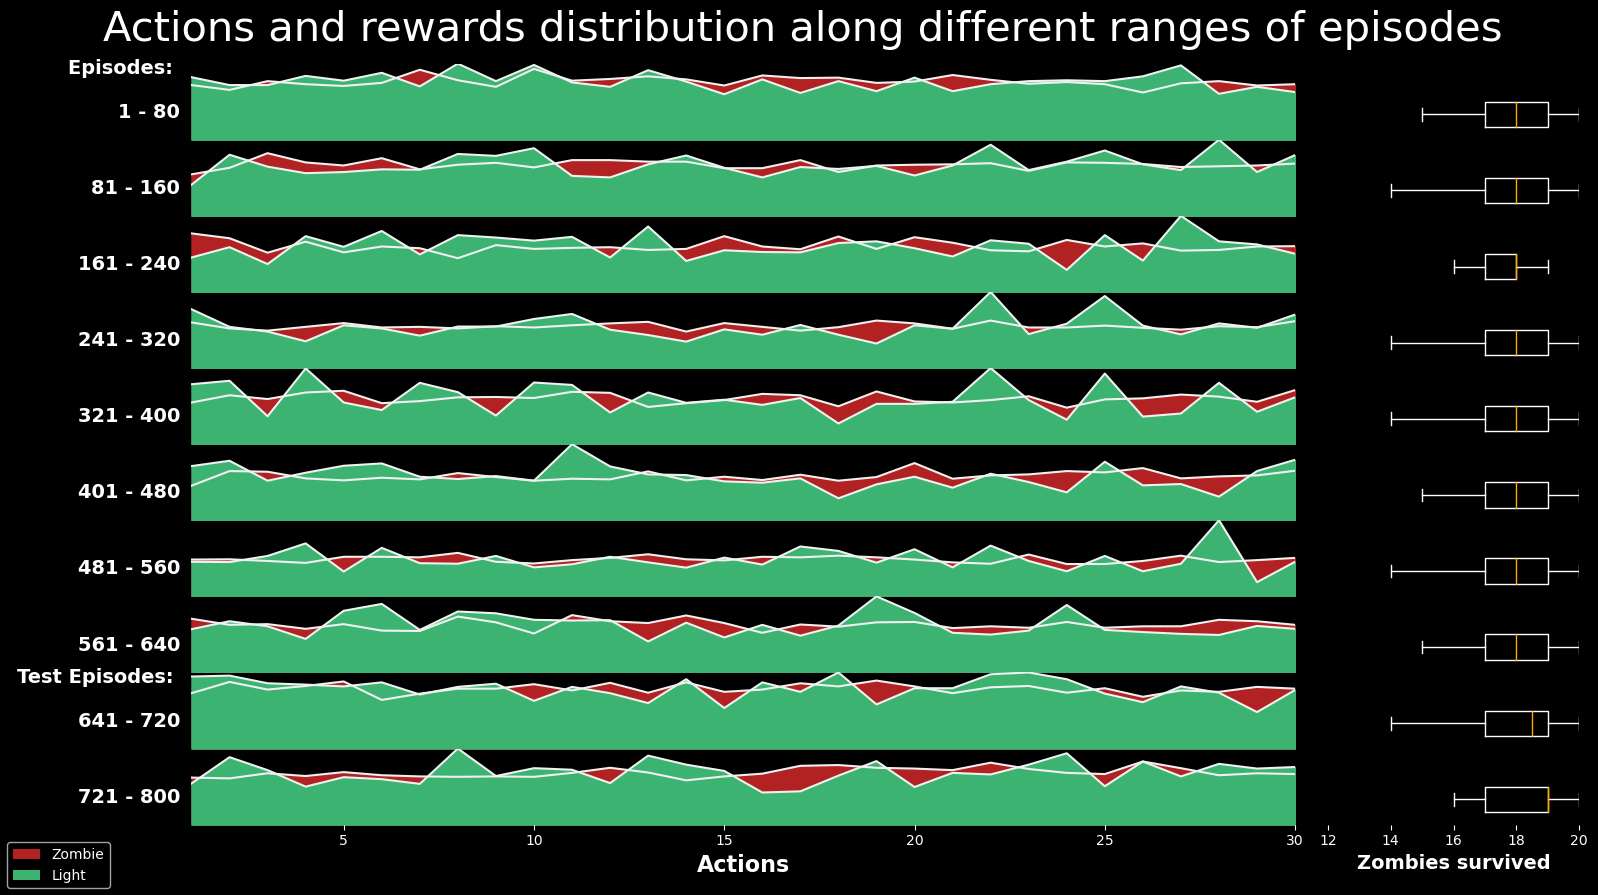 Actions and rewards distribution along different ranges of episodes
Episodes:
1 - 80
81 - 160
161 - 240
241 - 320
321 - 400
401 - 480
481 - 560
561 - 640
Test Episodes:
641 - 720
721 - 800
5 10 15 20 25 30
12 14 16 18 20
Actions
Zombies survived
Zombie
Light